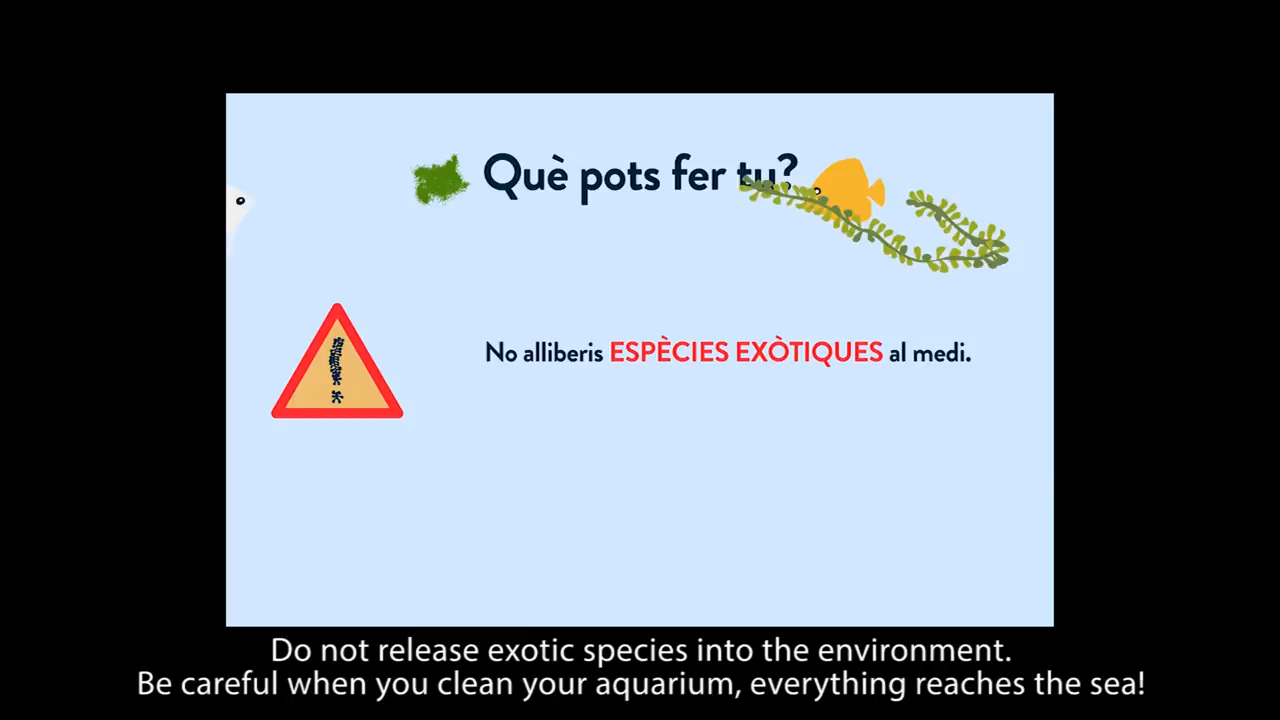 Què pots fer tu?
No alliberis ESPÈCIES EXÒTIQUES al medi.
Do not release exotic species into the environment.
Be careful when you clean your aquarium, everything reaches the sea!